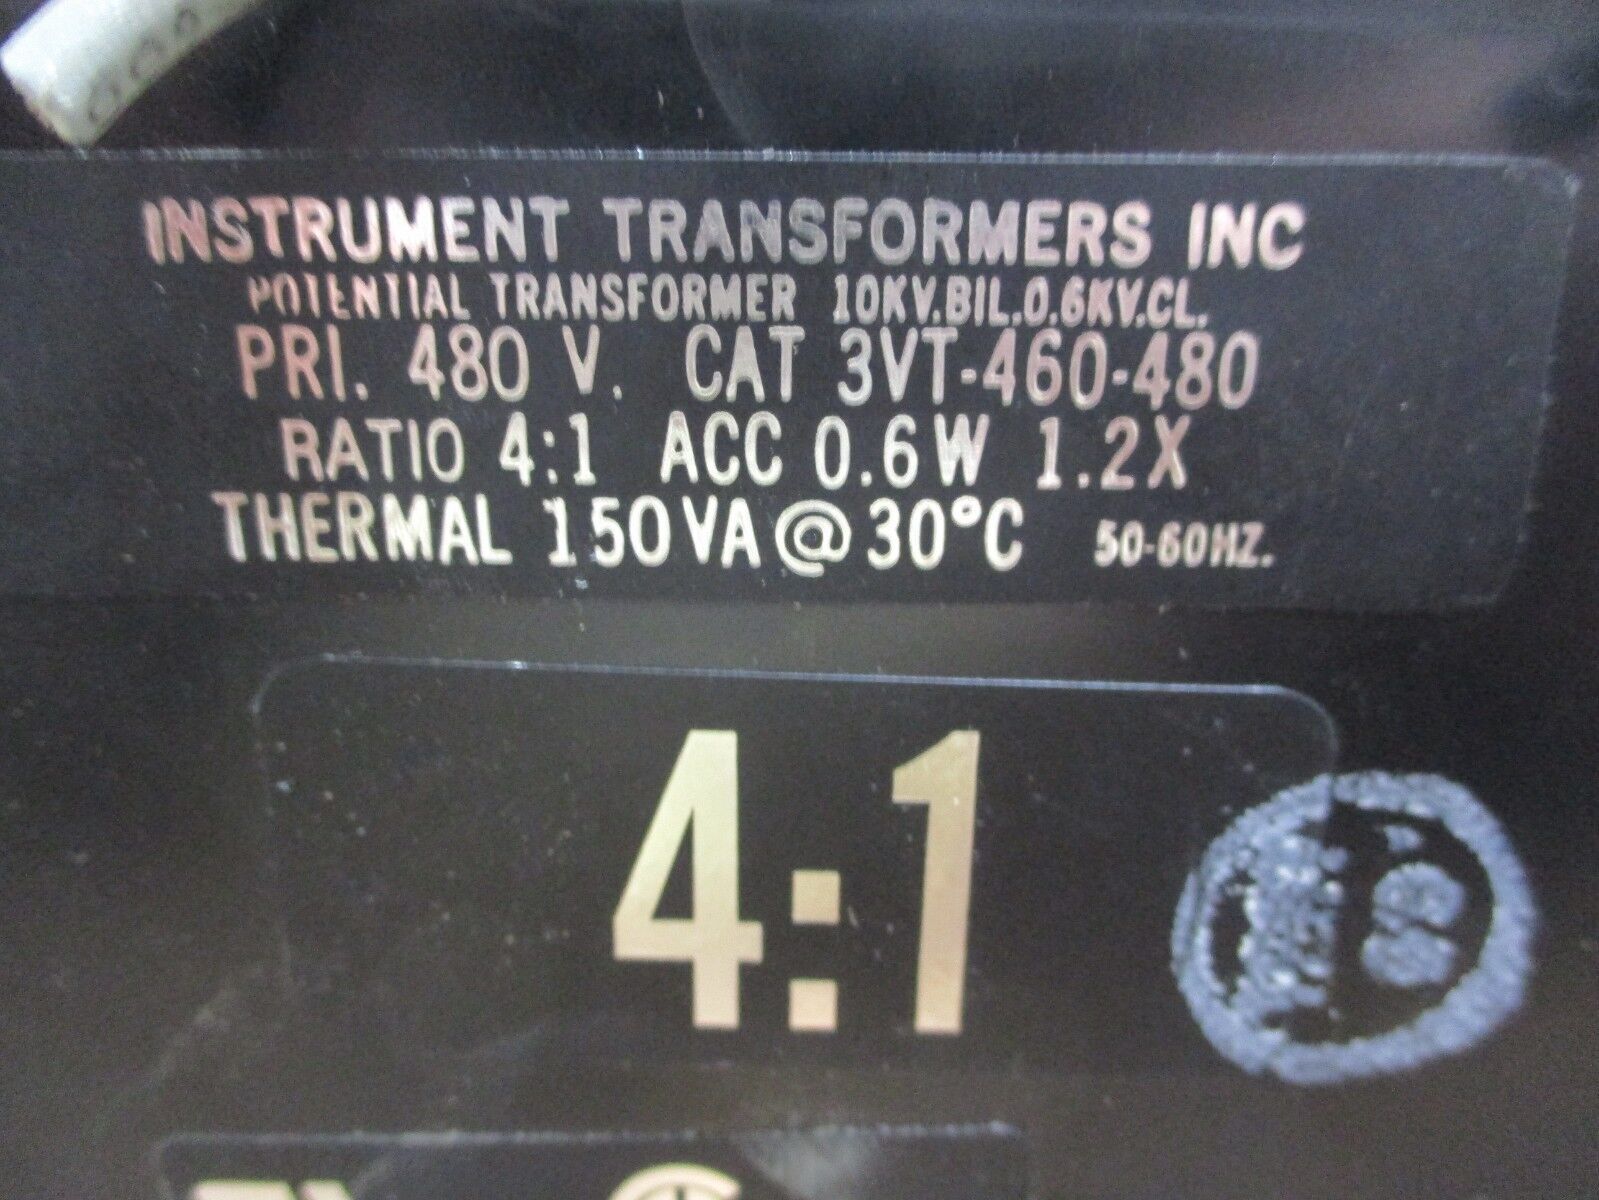 INSTRUMENT TRANSFORMERS INC
POTENTIAL TRANSFORMER 10KV.BIL.0.6KV.CL.
PRI. 480 V. CAT 3VT-460-480
RATIO 4:1 ACC 0.6W 1.2X
THERMAL 150VA@30°C 50-60HZ.
4:1